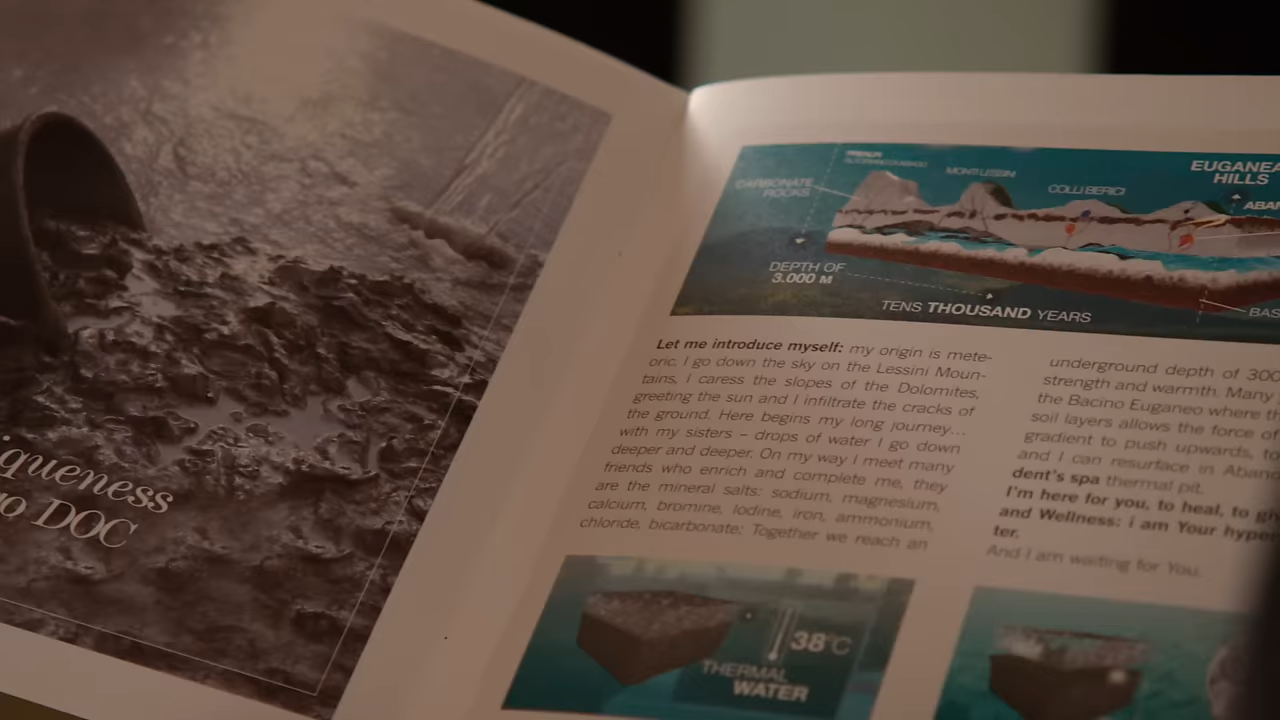 iqueness
ro DOC
CARBONATE
ROCKS
MONTI LESSINI
COLLI BERICI
EUGANEA
HILLS
ABAN
DEPTH OF
3.000 M
TENS THOUSAND YEARS
BAS
Let me introduce myself: my origin is mete-
oric. I go down the sky on the Lessini Moun-
tains, I caress the slopes of the Dolomites,
greeting the sun and I infiltrate the cracks of
the ground. Here begins my long journey...
with my sisters – drops of water I go down
deeper and deeper. On my way I meet many
friends who enrich and complete me, they
are the mineral salts: sodium, magnesium,
calcium, bromine, Iodine, iron, ammonium,
chloride, bicarbonate; Together we reach an
underground depth of 300
strength and warmth. Many
the Bacino Euganeo where th
soil layers allows the force of
gradient to push upwards, to
and I can resurface in Aban
dent's spa thermal pit.
I'm here for you, to heal, to gi
and Wellness: i am Your hype
ter.
And I am waiting for You.
38°C
THERMAL
WATER